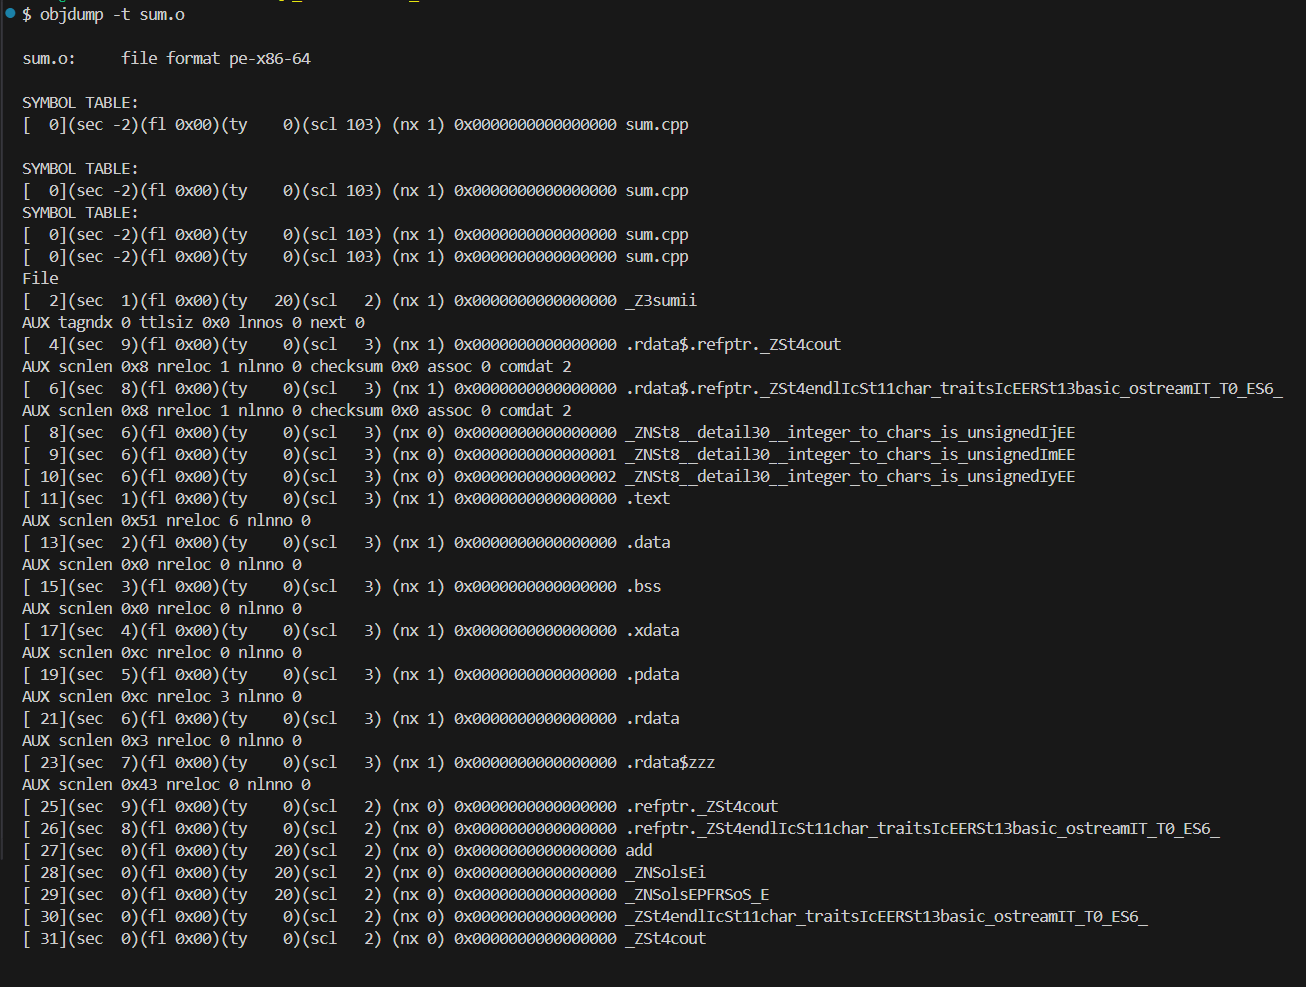 $ objdump -t sum.o
sum.o:     file format pe-x86-64
SYMBOL TABLE:
[  0](sec -2)(fl 0x00)(ty    0)(scl 103) (nx 1) 0x0000000000000000 sum.cpp
SYMBOL TABLE:
[  0](sec -2)(fl 0x00)(ty    0)(scl 103) (nx 1) 0x0000000000000000 sum.cpp
SYMBOL TABLE:
[  0](sec -2)(fl 0x00)(ty    0)(scl 103) (nx 1) 0x0000000000000000 sum.cpp
[  0](sec -2)(fl 0x00)(ty    0)(scl 103) (nx 1) 0x0000000000000000 sum.cpp
File
[  2](sec  1)(fl 0x00)(ty   20)(scl   2) (nx 1) 0x0000000000000000 _Z3sumii
AUX tagndx 0 ttlsiz 0x0 lnnos 0 next 0
[  4](sec  9)(fl 0x00)(ty    0)(scl   3) (nx 1) 0x0000000000000000 .rdata$.refptr._ZSt4cout
AUX scnlen 0x8 nreloc 1 nlnno 0 checksum 0x0 assoc 0 comdat 2
[  6](sec  8)(fl 0x00)(ty    0)(scl   3) (nx 1) 0x0000000000000000 .rdata$.refptr._ZSt4endlIcSt11char_traitsIcEERSt13basic_ostreamIT_T0_ES6_
AUX scnlen 0x8 nreloc 1 nlnno 0 checksum 0x0 assoc 0 comdat 2
[  8](sec  6)(fl 0x00)(ty    0)(scl   3) (nx 0) 0x0000000000000000 _ZNSt8__detail30__integer_to_chars_is_unsignedIjEE
[  9](sec  6)(fl 0x00)(ty    0)(scl   3) (nx 0) 0x0000000000000001 _ZNSt8__detail30__integer_to_chars_is_unsignedImEE
[ 10](sec  6)(fl 0x00)(ty    0)(scl   3) (nx 0) 0x0000000000000002 _ZNSt8__detail30__integer_to_chars_is_unsignedIyEE
[ 11](sec  1)(fl 0x00)(ty    0)(scl   3) (nx 1) 0x0000000000000000 .text
AUX scnlen 0x51 nreloc 6 nlnno 0
[ 13](sec  2)(fl 0x00)(ty    0)(scl   3) (nx 1) 0x0000000000000000 .data
AUX scnlen 0x0 nreloc 0 nlnno 0
[ 15](sec  3)(fl 0x00)(ty    0)(scl   3) (nx 1) 0x0000000000000000 .bss
AUX scnlen 0x0 nreloc 0 nlnno 0
[ 17](sec  4)(fl 0x00)(ty    0)(scl   3) (nx 1) 0x0000000000000000 .xdata
AUX scnlen 0xc nreloc 0 nlnno 0
[ 19](sec  5)(fl 0x00)(ty    0)(scl   3) (nx 1) 0x0000000000000000 .pdata
AUX scnlen 0xc nreloc 3 nlnno 0
[ 21](sec  6)(fl 0x00)(ty    0)(scl   3) (nx 1) 0x0000000000000000 .rdata
AUX scnlen 0x3 nreloc 0 nlnno 0
[ 23](sec  7)(fl 0x00)(ty    0)(scl   3) (nx 1) 0x0000000000000000 .rdata$zzz
AUX scnlen 0x43 nreloc 0 nlnno 0
[ 25](sec  9)(fl 0x00)(ty    0)(scl   2) (nx 0) 0x0000000000000000 .refptr._ZSt4cout
[ 26](sec  8)(fl 0x00)(ty    0)(scl   2) (nx 0) 0x0000000000000000 .refptr._ZSt4endlIcSt11char_traitsIcEERSt13basic_ostreamIT_T0_ES6_
[ 27](sec  0)(fl 0x00)(ty   20)(scl   2) (nx 0) 0x0000000000000000 add
[ 28](sec  0)(fl 0x00)(ty   20)(scl   2) (nx 0) 0x0000000000000000 _ZNSolsEi
[ 29](sec  0)(fl 0x00)(ty   20)(scl   2) (nx 0) 0x0000000000000000 _ZNSolsEPFRSoS_E
[ 30](sec  0)(fl 0x00)(ty    0)(scl   2) (nx 0) 0x0000000000000000 _ZSt4endlIcSt11char_traitsIcEERSt13basic_ostreamIT_T0_ES6_
[ 31](sec  0)(fl 0x00)(ty    0)(scl   2) (nx 0) 0x0000000000000000 _ZSt4cout